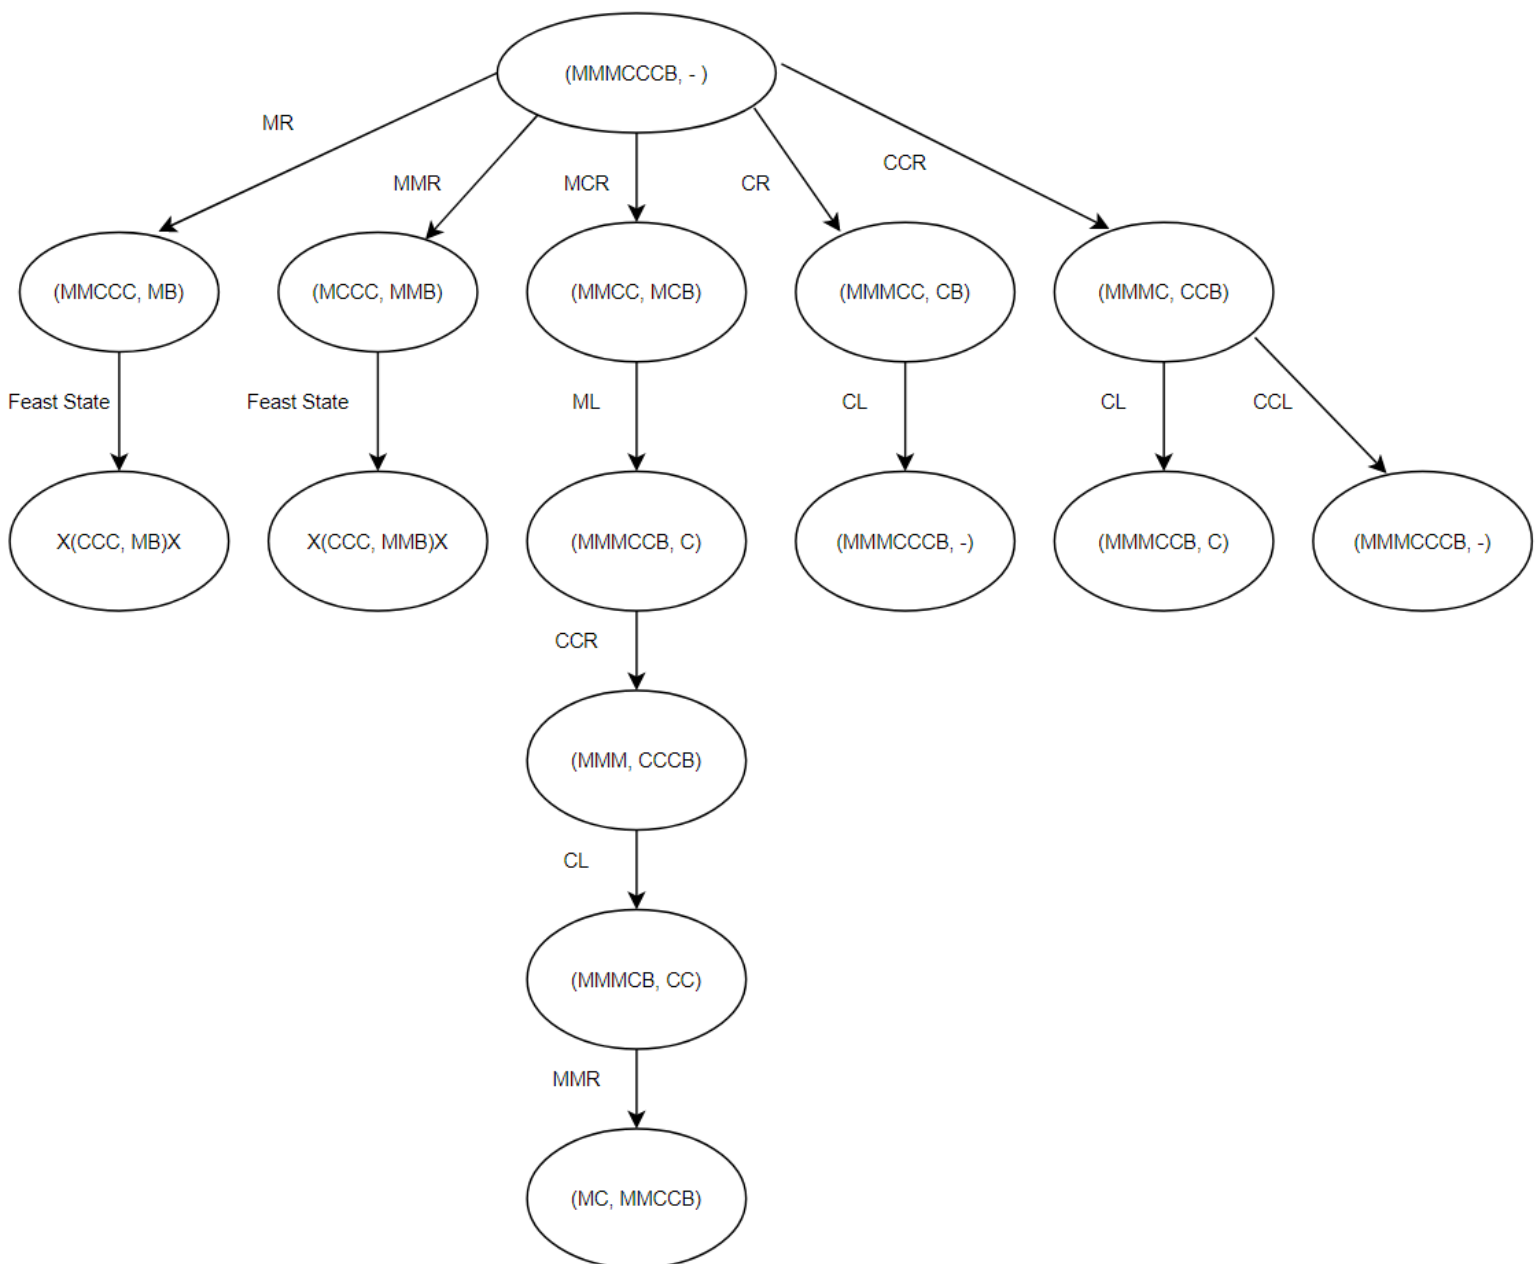 (MMMCCCB, - )
MR
CCR
MMR
MCR
CR
(MMCCC, MB)
(MCCC, MMB)
(MMCC, MCB)
(MMMCC, CB)
(MMMC, CCB)
Feast State
Feast State
ML
CL
CL
CCL
X(CCC, MB)X
X(CCC, MMB)X
(MMMCCB, C)
(MMMCCCB, -)
(MMMCCB, C)
(MMMCCCB, -)
CCR
(MMM, CCCB)
CL
(MMMCB, CC)
MMR
(MC, MMCCB)